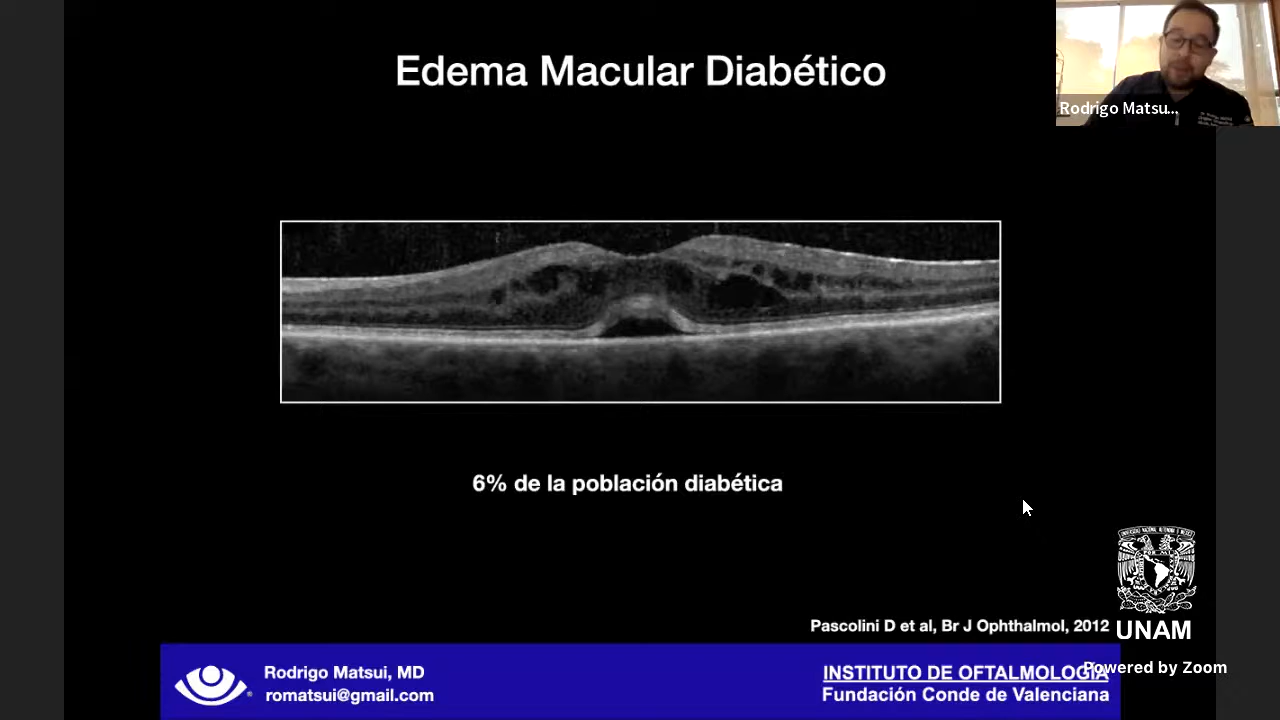 Edema Macular Diabético
Rodrigo Matsu...
6% de la población diabética
Pascolini D et al, Br J Ophthalmol, 2012
UNAM
Rodrigo Matsui, MD
romatsui@gmail.com
INSTITUTO DE OFTALMOLOGÍA
Fundación Conde de Valenciana
Powered by Zoom